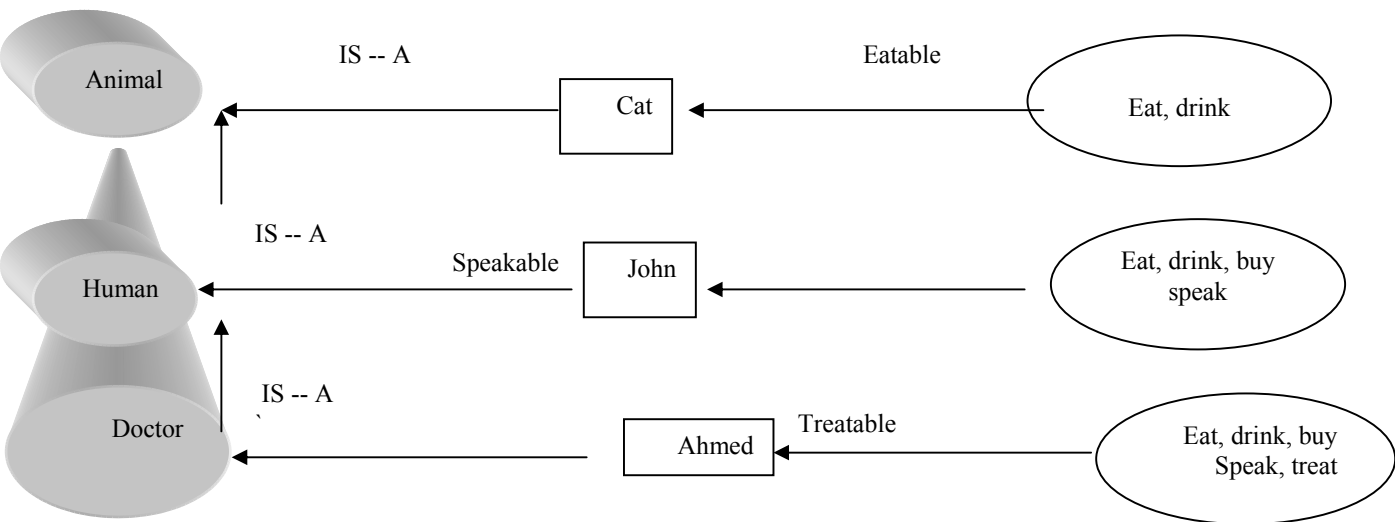 IS -- A
Eatable
Animal
Cat
Eat, drink
IS -- A
Speakable
John
Eat, drink, buy
speak
Human
IS -- A
`
Doctor
Treatable
Ahmed
Eat, drink, buy
Speak, treat